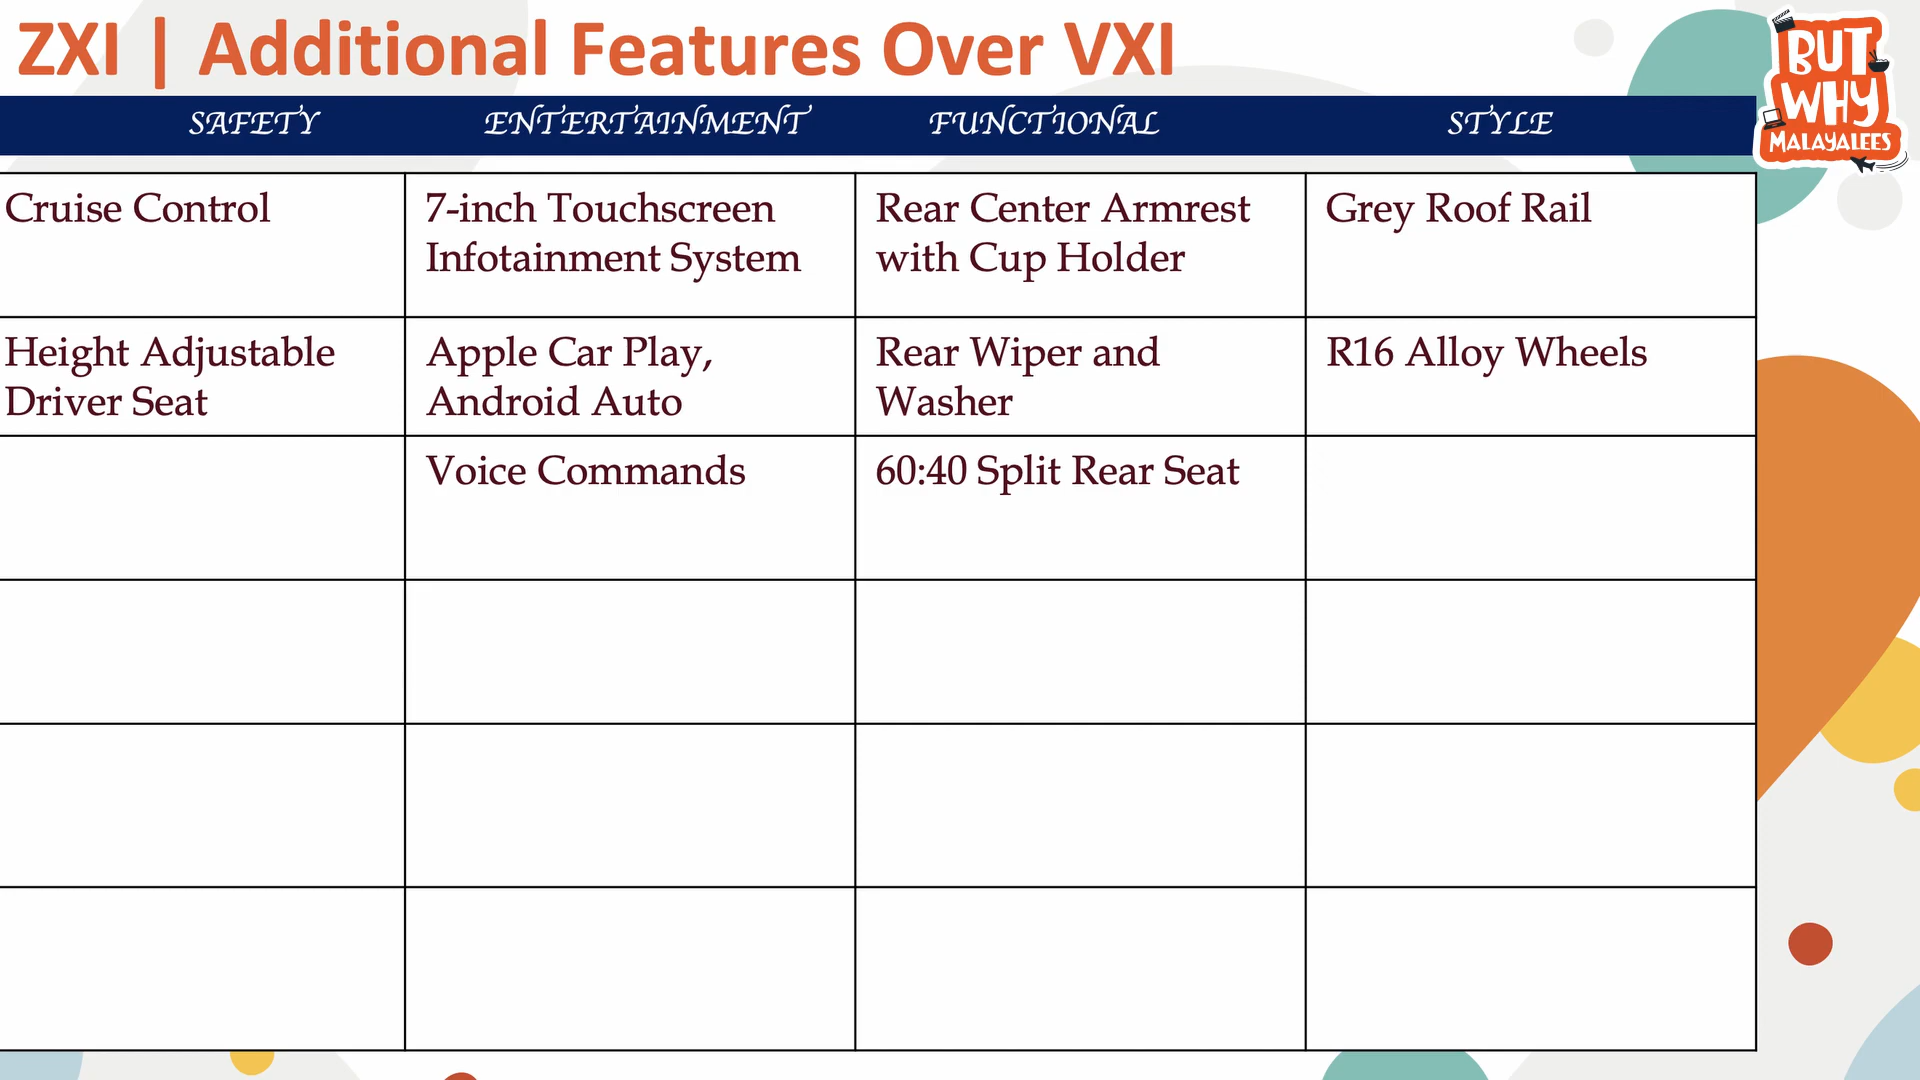 ZXI | Additional Features Over VXI
BUT
WHY
MALAYALEES
SAFETY ENTERTAINMENT FUNCTIONAL STYLE
Cruise Control
7-inch Touchscreen
Infotainment System
Rear Center Armrest
with Cup Holder
Grey Roof Rail
Height Adjustable
Driver Seat
Apple Car Play,
Android Auto
Rear Wiper and
Washer
R16 Alloy Wheels
Voice Commands
60:40 Split Rear Seat